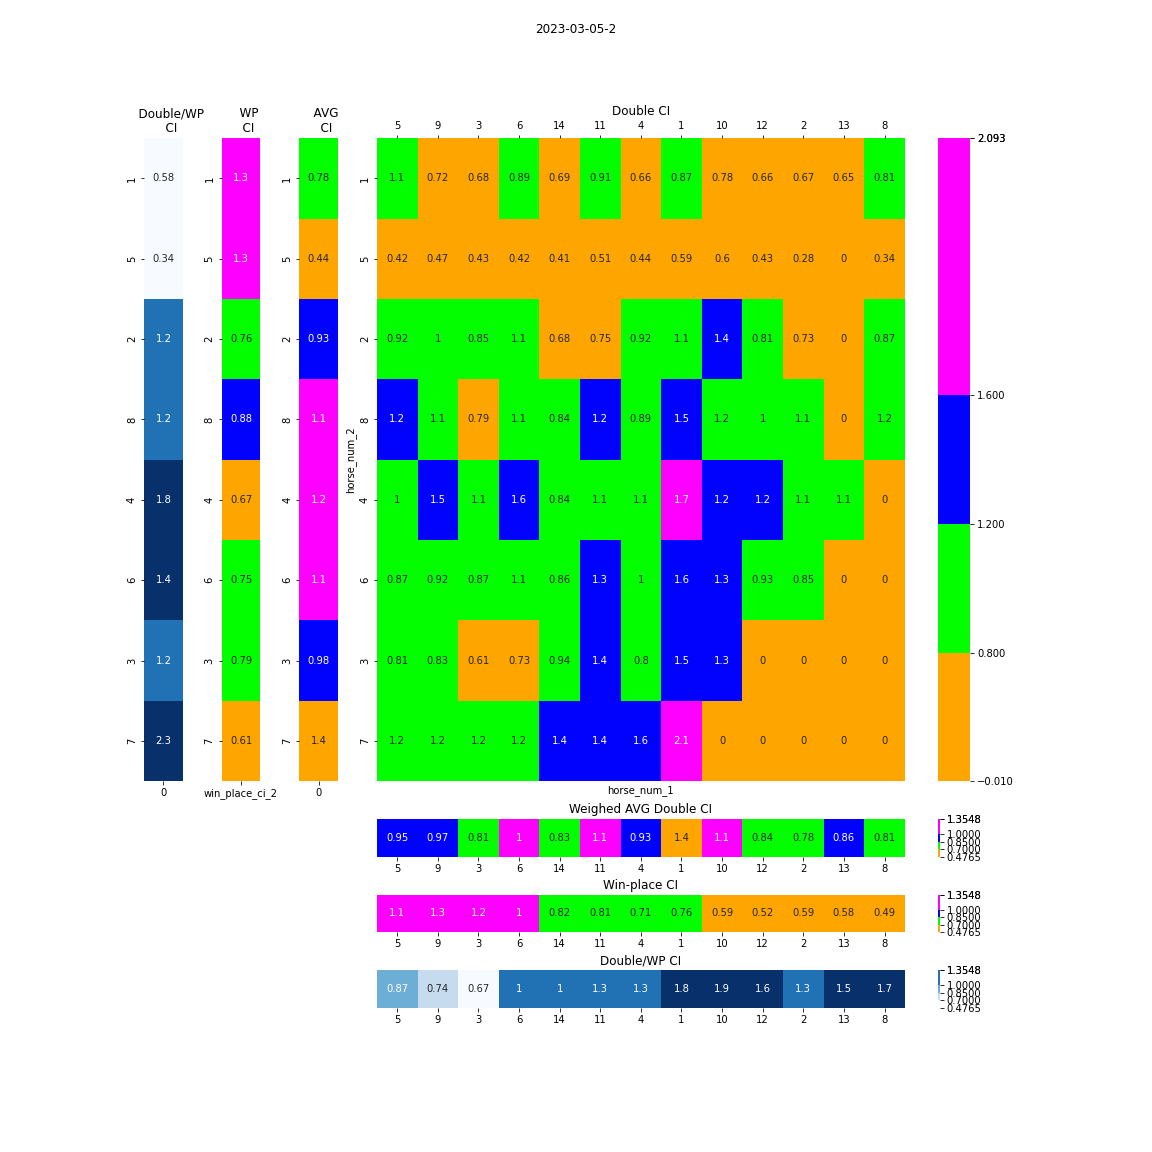 2023-03-05-2
Double/WP CI
WP CI
AVG CI
Double CI
5 9 3 6 14 11 4 1 10 12 2 13 8
2.093
1 0.58 1 1.3 1 0.78 1 1.1 0.72 0.68 0.89 0.69 0.91 0.66 0.87 0.78 0.66 0.67 0.65 0.81
5 0.34 5 1.3 5 0.44 5 0.42 0.47 0.43 0.42 0.41 0.51 0.44 0.59 0.6 0.43 0.28 0 0.34
2 1.2 2 0.76 2 0.93 2 0.92 1 0.85 1.1 0.68 0.75 0.92 1.1 1.4 0.81 0.73 0 0.87
1.600
8 1.2 8 0.88 8 1.1 8 1.2 1.1 0.79 1.1 0.84 1.2 0.89 1.5 1.2 1 1.1 0 1.2
horse_num_2
4 1.8 4 0.67 4 1.2 4 1 1.5 1.1 1.6 0.84 1.1 1.1 1.7 1.2 1.2 1.1 1.1 0
1.200
6 1.4 6 0.75 6 1.1 6 0.87 0.92 0.87 1.1 0.86 1.3 1 1.6 1.3 0.93 0.85 0 0
0.800
3 1.2 3 0.79 3 0.98 3 0.81 0.83 0.61 0.73 0.94 1.4 0.8 1.5 1.3 0 0 0 0
7 2.3 7 0.61 7 1.4 7 1.2 1.2 1.2 1.2 1.4 1.4 1.6 2.1 0 0 0 0 0
−0.010
0 win_place_ci_2 0 horse_num_1
Weighed AVG Double CI
0.95 0.97 0.81 1 0.83 1.1 0.93 1.4 1.1 0.84 0.78 0.86 0.81
1.3548
1.0000
0.8500
0.7000
0.4765
5 9 3 6 14 11 4 1 10 12 2 13 8
Win-place CI
1.1 1.3 1.2 1 0.82 0.81 0.71 0.76 0.59 0.52 0.59 0.58 0.49
1.3548
1.0000
0.8500
0.7000
0.4765
5 9 3 6 14 11 4 1 10 12 2 13 8
Double/WP CI
0.87 0.74 0.67 1 1 1.3 1.3 1.8 1.9 1.6 1.3 1.5 1.7
1.3548
1.0000
0.8500
0.7000
0.4765
5 9 3 6 14 11 4 1 10 12 2 13 8